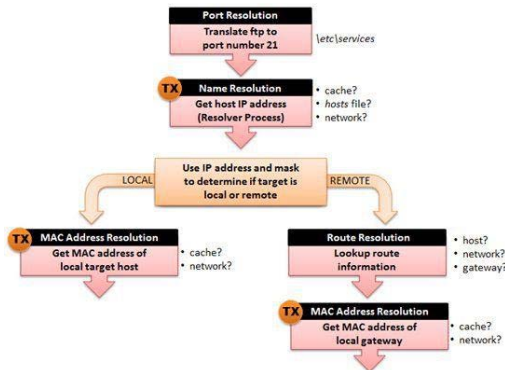 Port Resolution
Translate ftp to
port number 21
\etc\services
TX
Name Resolution
Get host IP address
(Resolver Process)
• cache?
• hosts file?
• network?
Use IP address and mask
to determine if target is
local or remote
LOCAL
REMOTE
TX
MAC Address Resolution
Get MAC address of
local target host
• cache?
• network?
Route Resolution
Lookup route
information
• host?
• network?
• gateway?
TX
MAC Address Resolution
Get MAC address of
local gateway
• cache?
• network?